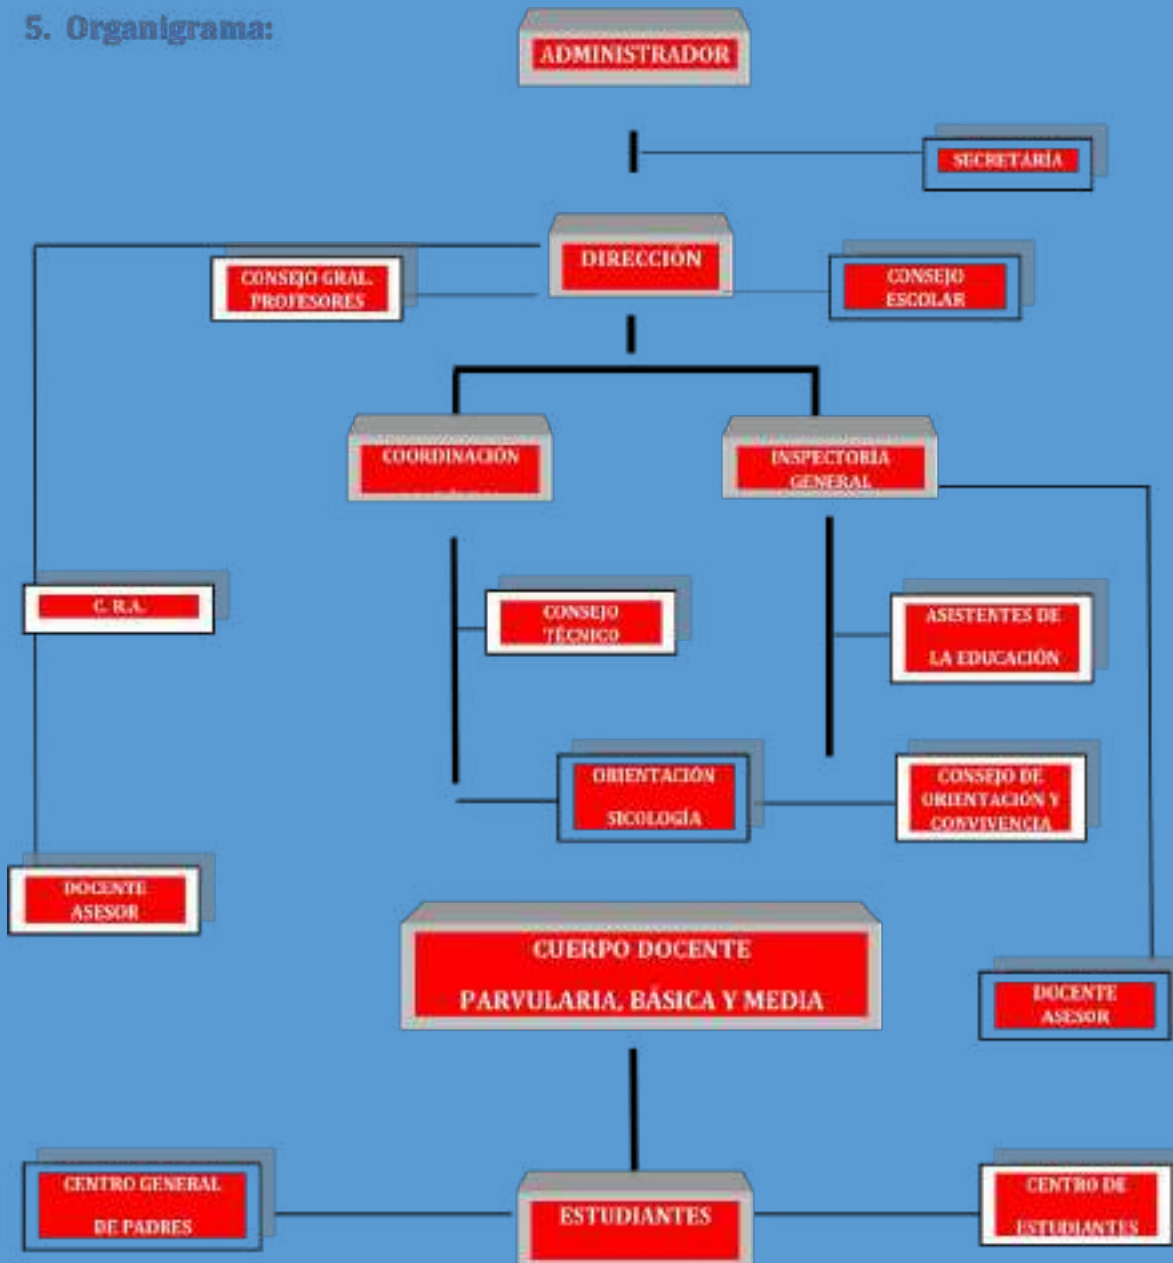 5. Organigrama:
ADMINISTRADOR
SECRETARÍA
DIRECCIÓN
CONSEJO GRAL.
PROFESORES
CONSEJO
ESCOLAR
COORDINACIÓN
INSPECTORÍA
GENERAL
C. R.A.
CONSEJO
TÉCNICO
ASISTENTES DE
LA EDUCACIÓN
ORIENTACIÓN
SICOLOGÍA
CONSEJO DE
ORIENTACIÓN Y
CONVIVENCIA
DOCENTE
ASESOR
CUERPO DOCENTE
PARVULARIA, BÁSICA Y MEDIA
DOCENTE
ASESOR
CENTRO GENERAL
DE PADRES
ESTUDIANTES
CENTRO DE
ESTUDIANTES